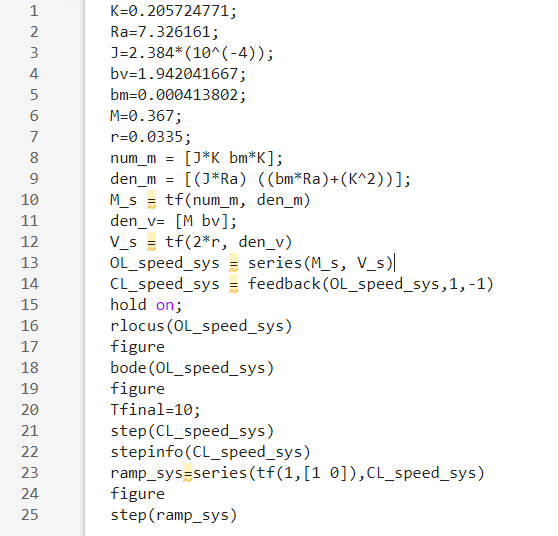 1 K=0.205724771;
2 Ra=7.326161;
3 J=2.384*(10^(-4));
4 bv=1.942041667;
5 bm=0.000413802;
6 M=0.367;
7 r=0.0335;
8 num_m = [J*K bm*K];
9 den_m = [(J*Ra) ((bm*Ra)+(K^2))];
10 M_s = tf(num_m, den_m)
11 den_v= [M bv];
12 V_s = tf(2*r, den_v)
13 OL_speed_sys = series(M_s, V_s)
14 CL_speed_sys = feedback(OL_speed_sys,1,-1)
15 hold on;
16 rlocus(OL_speed_sys)
17 figure
18 bode(OL_speed_sys)
19 figure
20 Tfinal=10;
21 step(CL_speed_sys)
22 stepinfo(CL_speed_sys)
23 ramp_sys=series(tf(1,[1 0]),CL_speed_sys)
24 figure
25 step(ramp_sys)